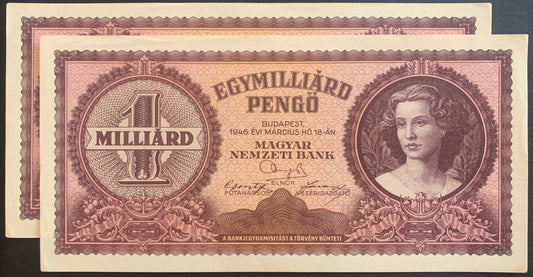 EGYMILLIÁRD
PENGŐ
1
MILLIÁRD
BUDAPEST,
1946. ÉVI MÁRCIUS HÓ 18-ÁN
MAGYAR
NEMZETI BANK
ELNÖK
FŐTANÁCSOS VEZÉRIGAZGATÓ
A BANKJEGYHAMISÍTÁST A TÖRVÉNY BÜNTETI